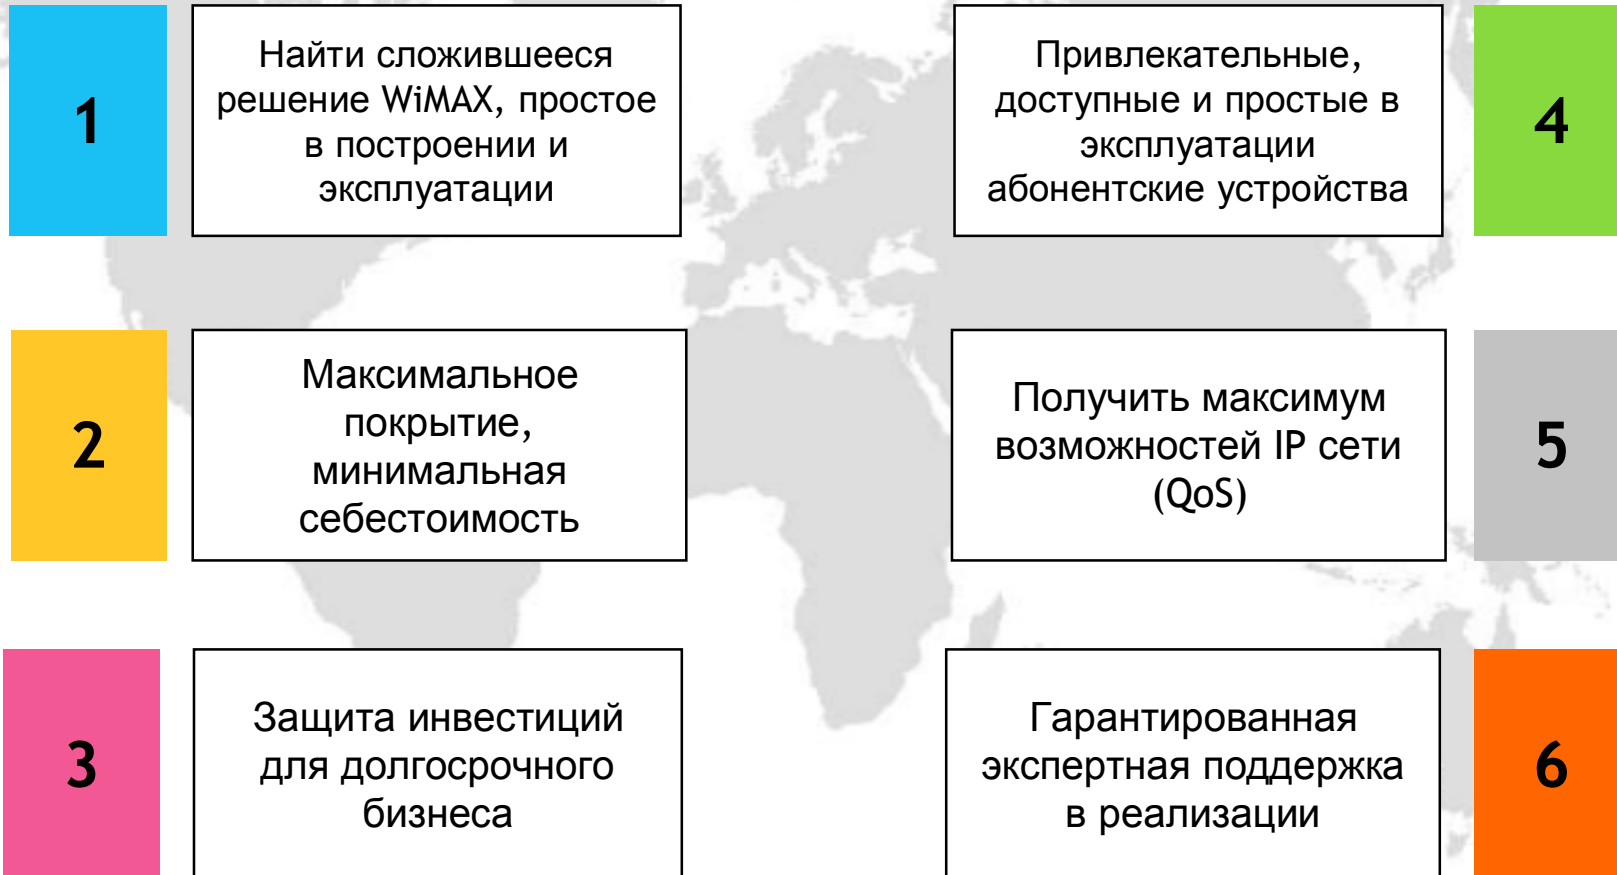 1
Найти сложившееся
решение WiMAX, простое
в построении и
эксплуатации
2
Максимальное
покрытие,
минимальная
себестоимость
3
Защита инвестиций
для долгосрочного
бизнеса
Привлекательные,
доступные и простые в
эксплуатации
абонентские устройства
4
Получить максимум
возможностей IP сети
(QoS)
5
Гарантированная
экспертная поддержка
в реализации
6